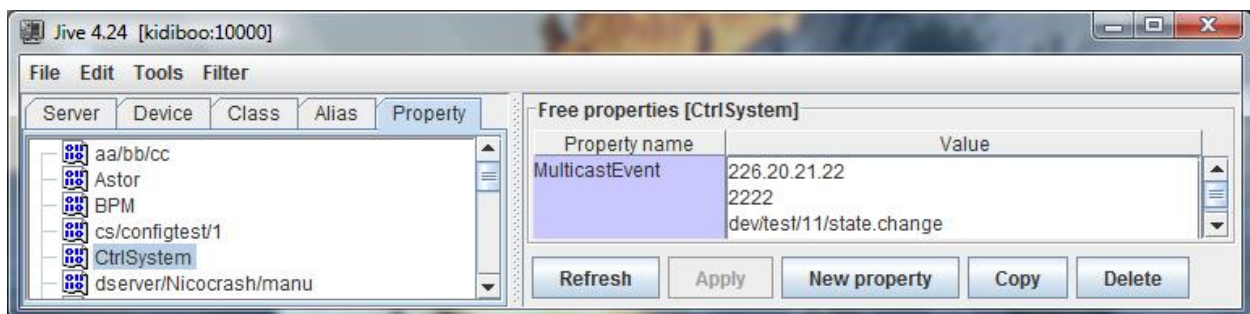 Jive 4.24 [kidiboo:10000]
File Edit Tools Filter
Server Device Class Alias Property
aa/bb/cc
Astor
BPM
cs/configtest/1
CtrlSystem
dserver/Nicocrash/manu
Free properties [CtrlSystem]
Property name Value
MulticastEvent 226.20.21.22
2222
dev/test/11/state.change
Refresh Apply New property Copy Delete